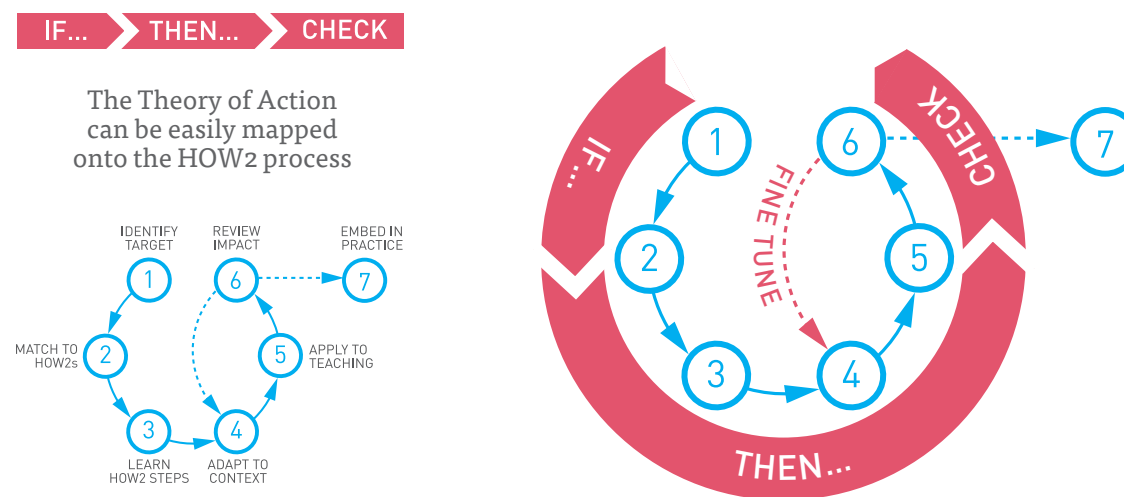 IF... THEN... CHECK
The Theory of Action
can be easily mapped
onto the HOW2 process
IDENTIFY
TARGET
1
REVIEW
IMPACT
6
EMBED IN
PRACTICE
7
MATCH TO
HOW2s
2
5
APPLY TO
TEACHING
3
LEARN
HOW2 STEPS
4
ADAPT TO
CONTEXT
IF...
CHECK
1
6
7
FINE TUNE
2
5
3
4
THEN...